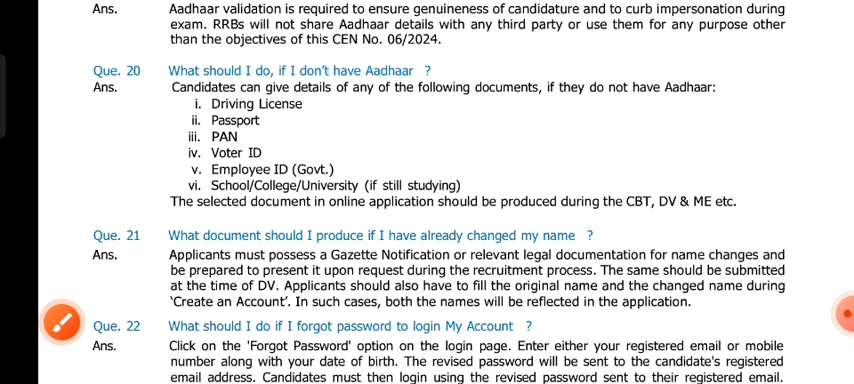 Ans. Aadhaar validation is required to ensure genuineness of candidature and to curb impersonation during
exam. RRBs will not share Aadhaar details with any third party or use them for any purpose other
than the objectives of this CEN No. 06/2024.
Que. 20 What should I do, if I don't have Aadhaar ?
Ans. Candidates can give details of any of the following documents, if they do not have Aadhaar:
i. Driving License
ii. Passport
iii. PAN
iv. Voter ID
v. Employee ID (Govt.)
vi. School/College/University (if still studying)
The selected document in online application should be produced during the CBT, DV & ME etc.
Que. 21 What document should I produce if I have already changed my name ?
Ans. Applicants must possess a Gazette Notification or relevant legal documentation for name changes and
be prepared to present it upon request during the recruitment process. The same should be submitted
at the time of DV. Applicants should also have to fill the original name and the changed name during
‘Create an Account’. In such cases, both the names will be reflected in the application.
Que. 22 What should I do if I forgot password to login My Account ?
Ans. Click on the 'Forgot Password' option on the login page. Enter either your registered email or mobile
number along with your date of birth. The revised password will be sent to the candidate's registered
email address. Candidates must then login using the revised password sent to their registered email.